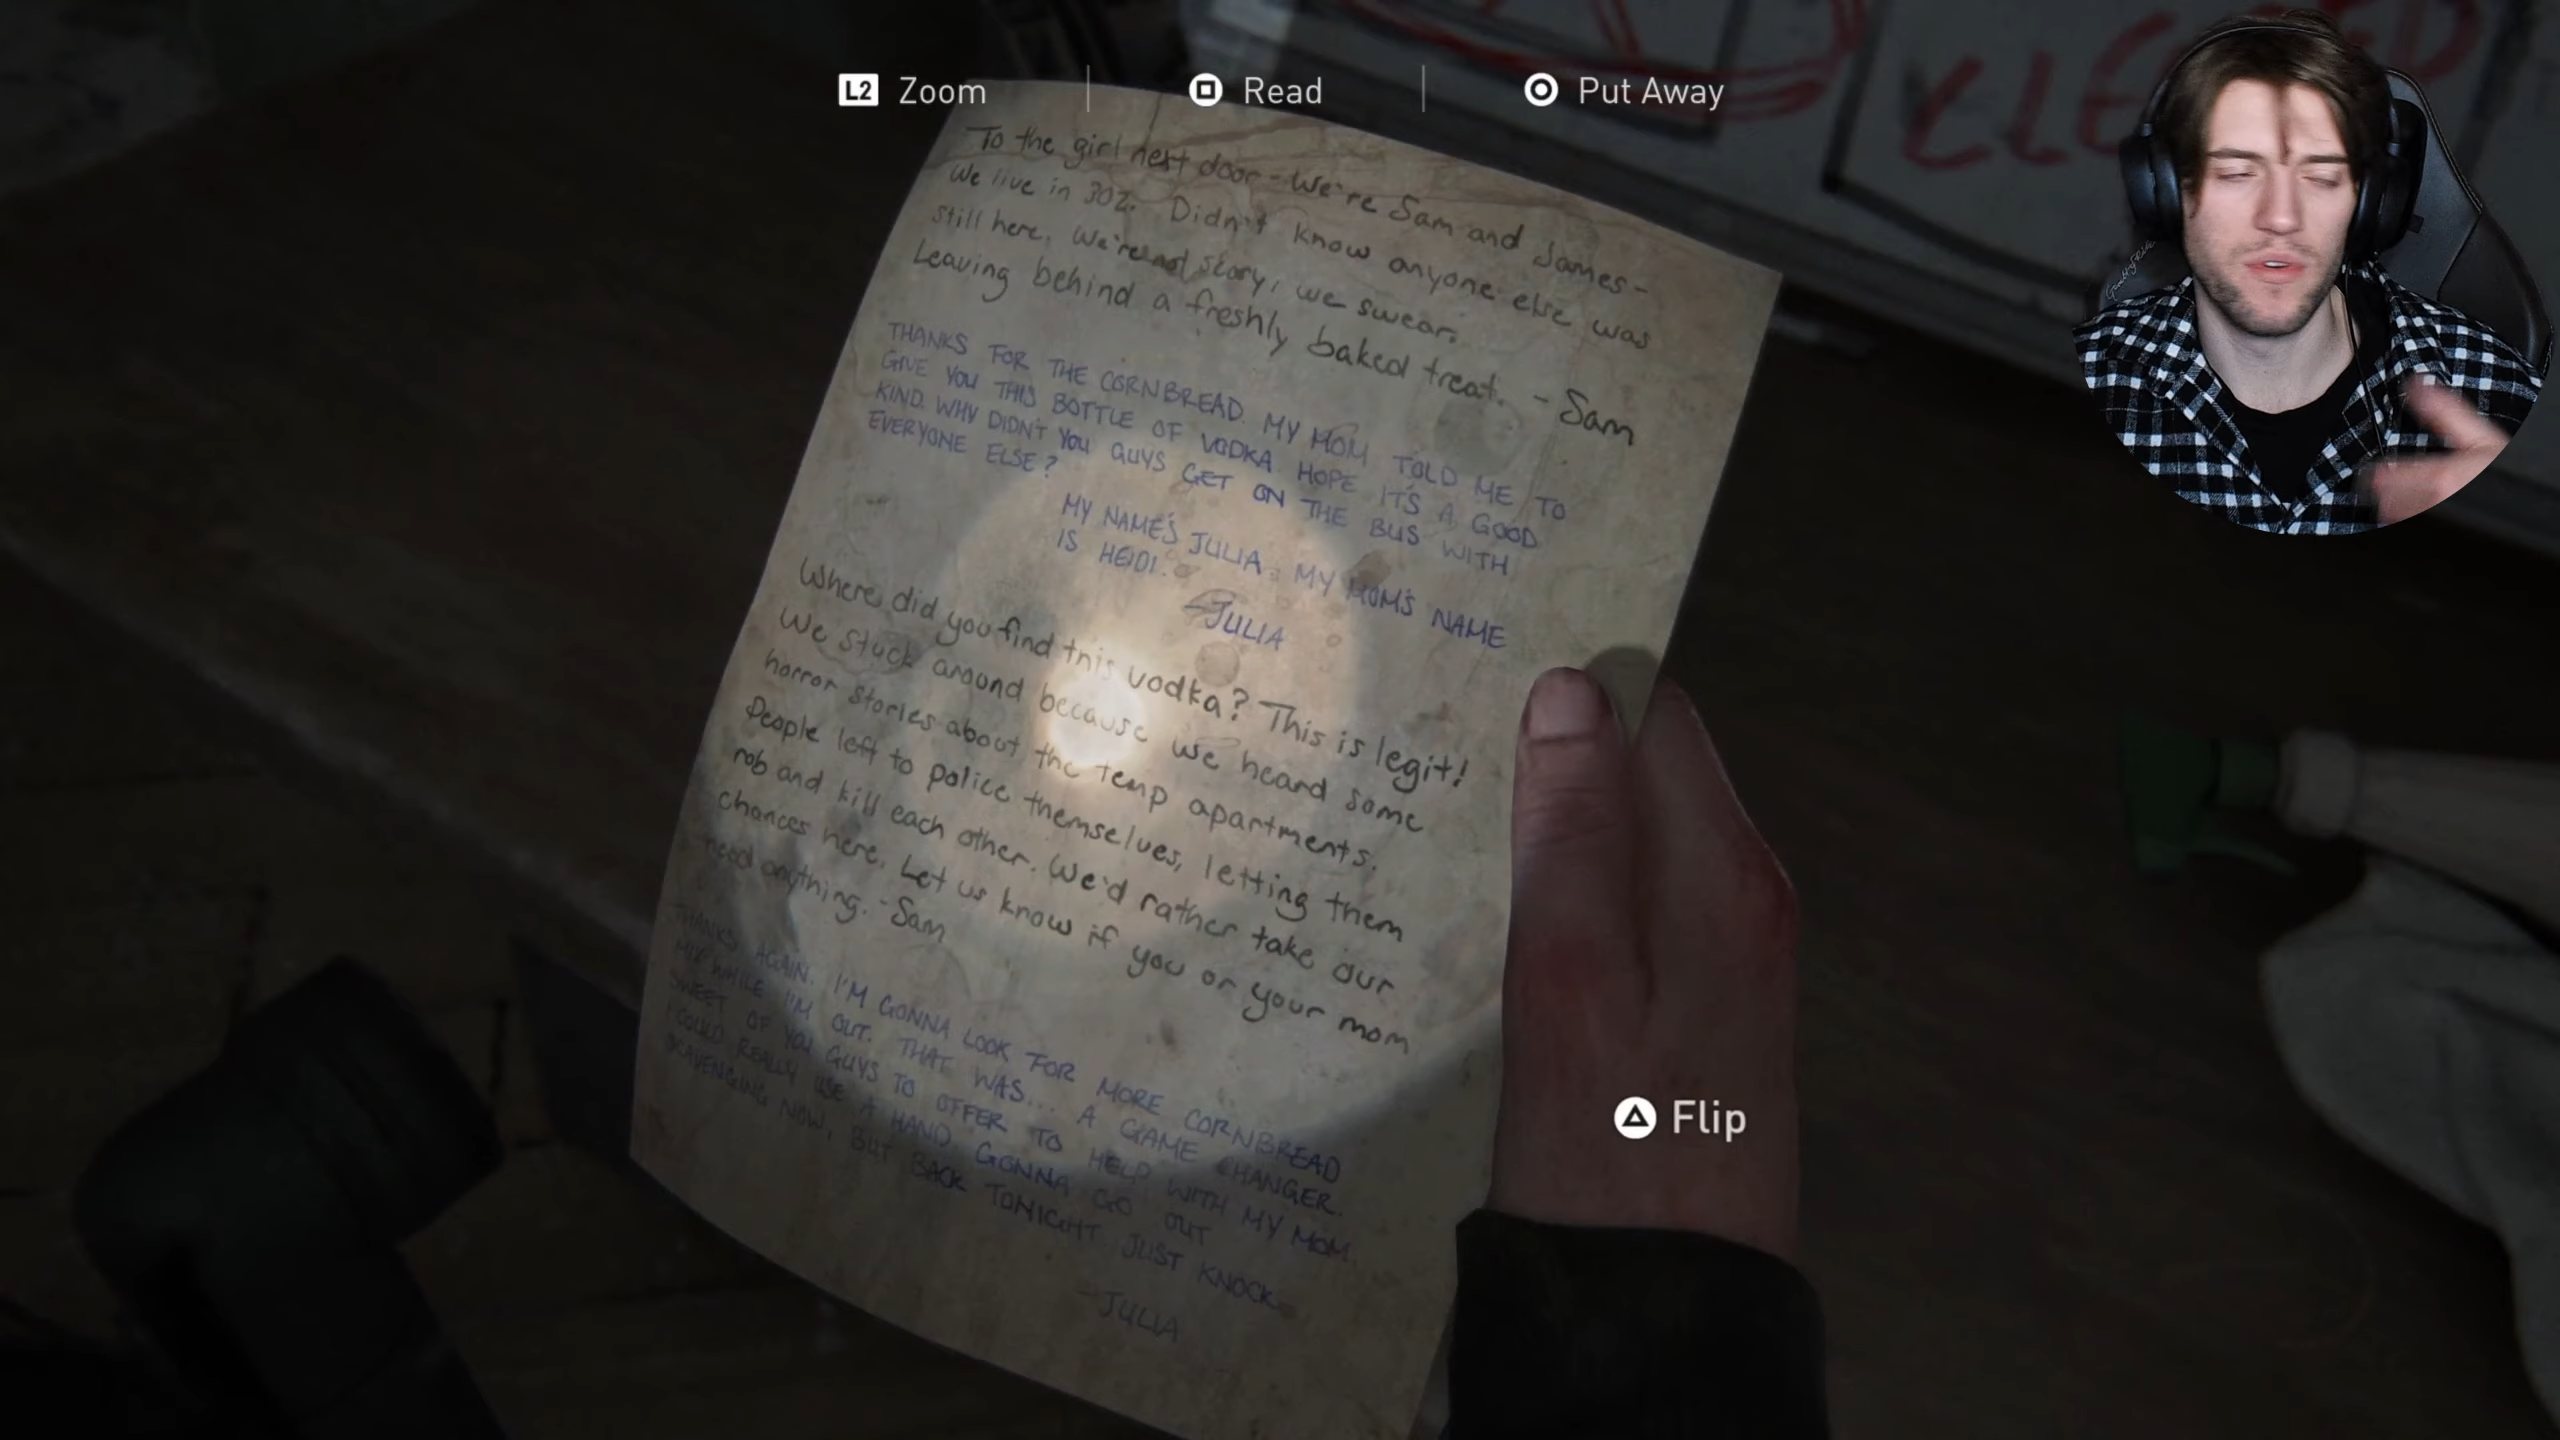 L2 Zoom
Read
Put Away
CLEARED
To the girl next door - We're Sam and James -
We live in 302. Didn't know anyone else was
still here. We're not scary, we swear.
Leaving behind a freshly baked treat. - Sam
THANKS FOR THE CORNBREAD. MY MOM TOLD ME TO
GIVE YOU THIS BOTTLE OF VODKA. HOPE IT'S A GOOD
KIND. WHY DIDN'T YOU GUYS GET ON THE BUS WITH
EVERYONE ELSE?
MY NAME'S JULIA. MY MOM'S NAME
IS HEIDI.
-JULIA
Where did you find this vodka? This is legit!
We stuck around because we heard some
horror stories about the temp apartments.
People left to police themselves, letting them
rob and kill each other. We'd rather take our
chances here. Let us know if you or your mom
need anything. - Sam
THANKS AGAIN. I'M GONNA LOOK FOR MORE CORNBREAD
MIX WHILE I'M OUT. THAT WAS... A GAME CHANGER.
SWEET OF YOU GUYS TO OFFER TO HELP WITH MY MOM.
I COULD REALLY USE A HAND. GONNA GO OUT
SCAVENGING NOW, BUT BACK TONIGHT. JUST KNOCK.
-JULIA
Flip